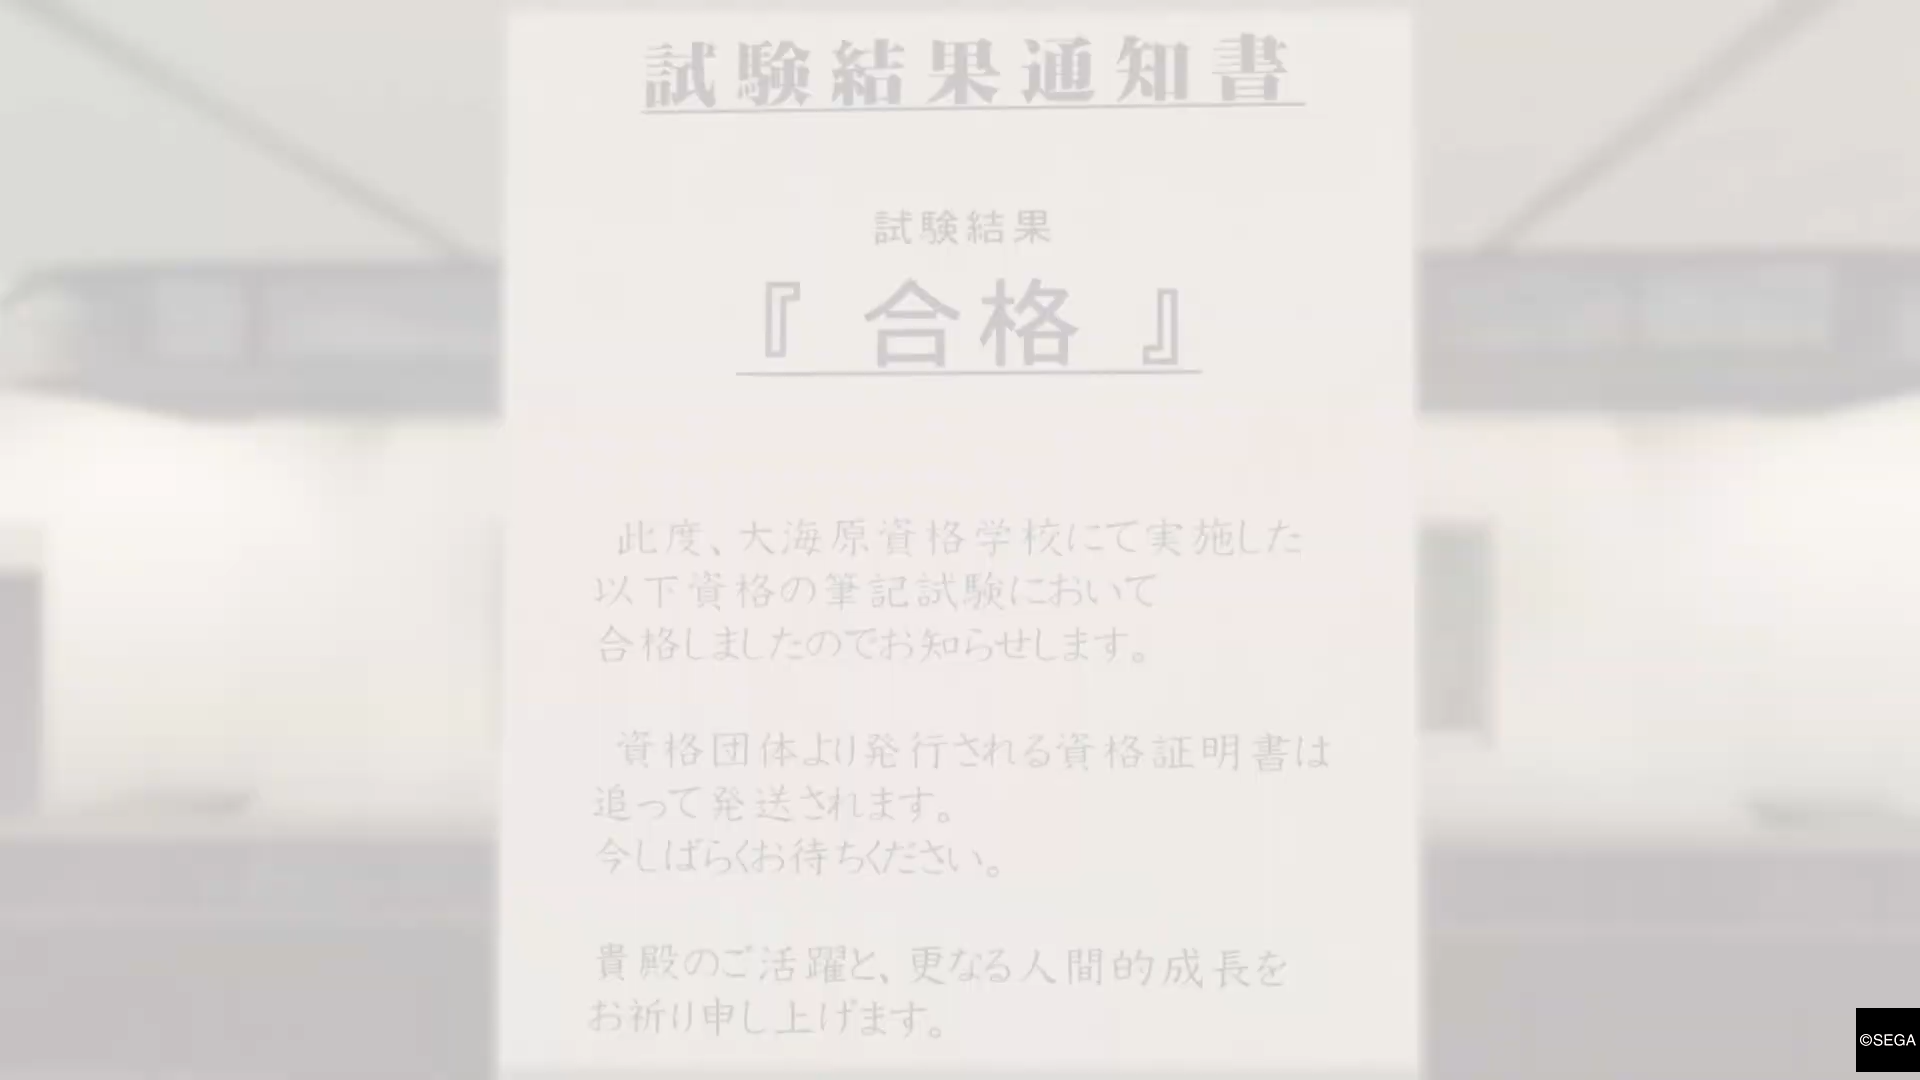 試験結果通知書
試験結果
『 合格 』
此度、大海原資格学校にて実施した
以下資格の筆記試験において
合格しましたのでお知らせします。
資格団体より発行される資格証明書は
追って発送されます。
今しばらくお待ちください。
貴殿のご活躍と、更なる人間的成長を
お祈り申し上げます。
©SEGA